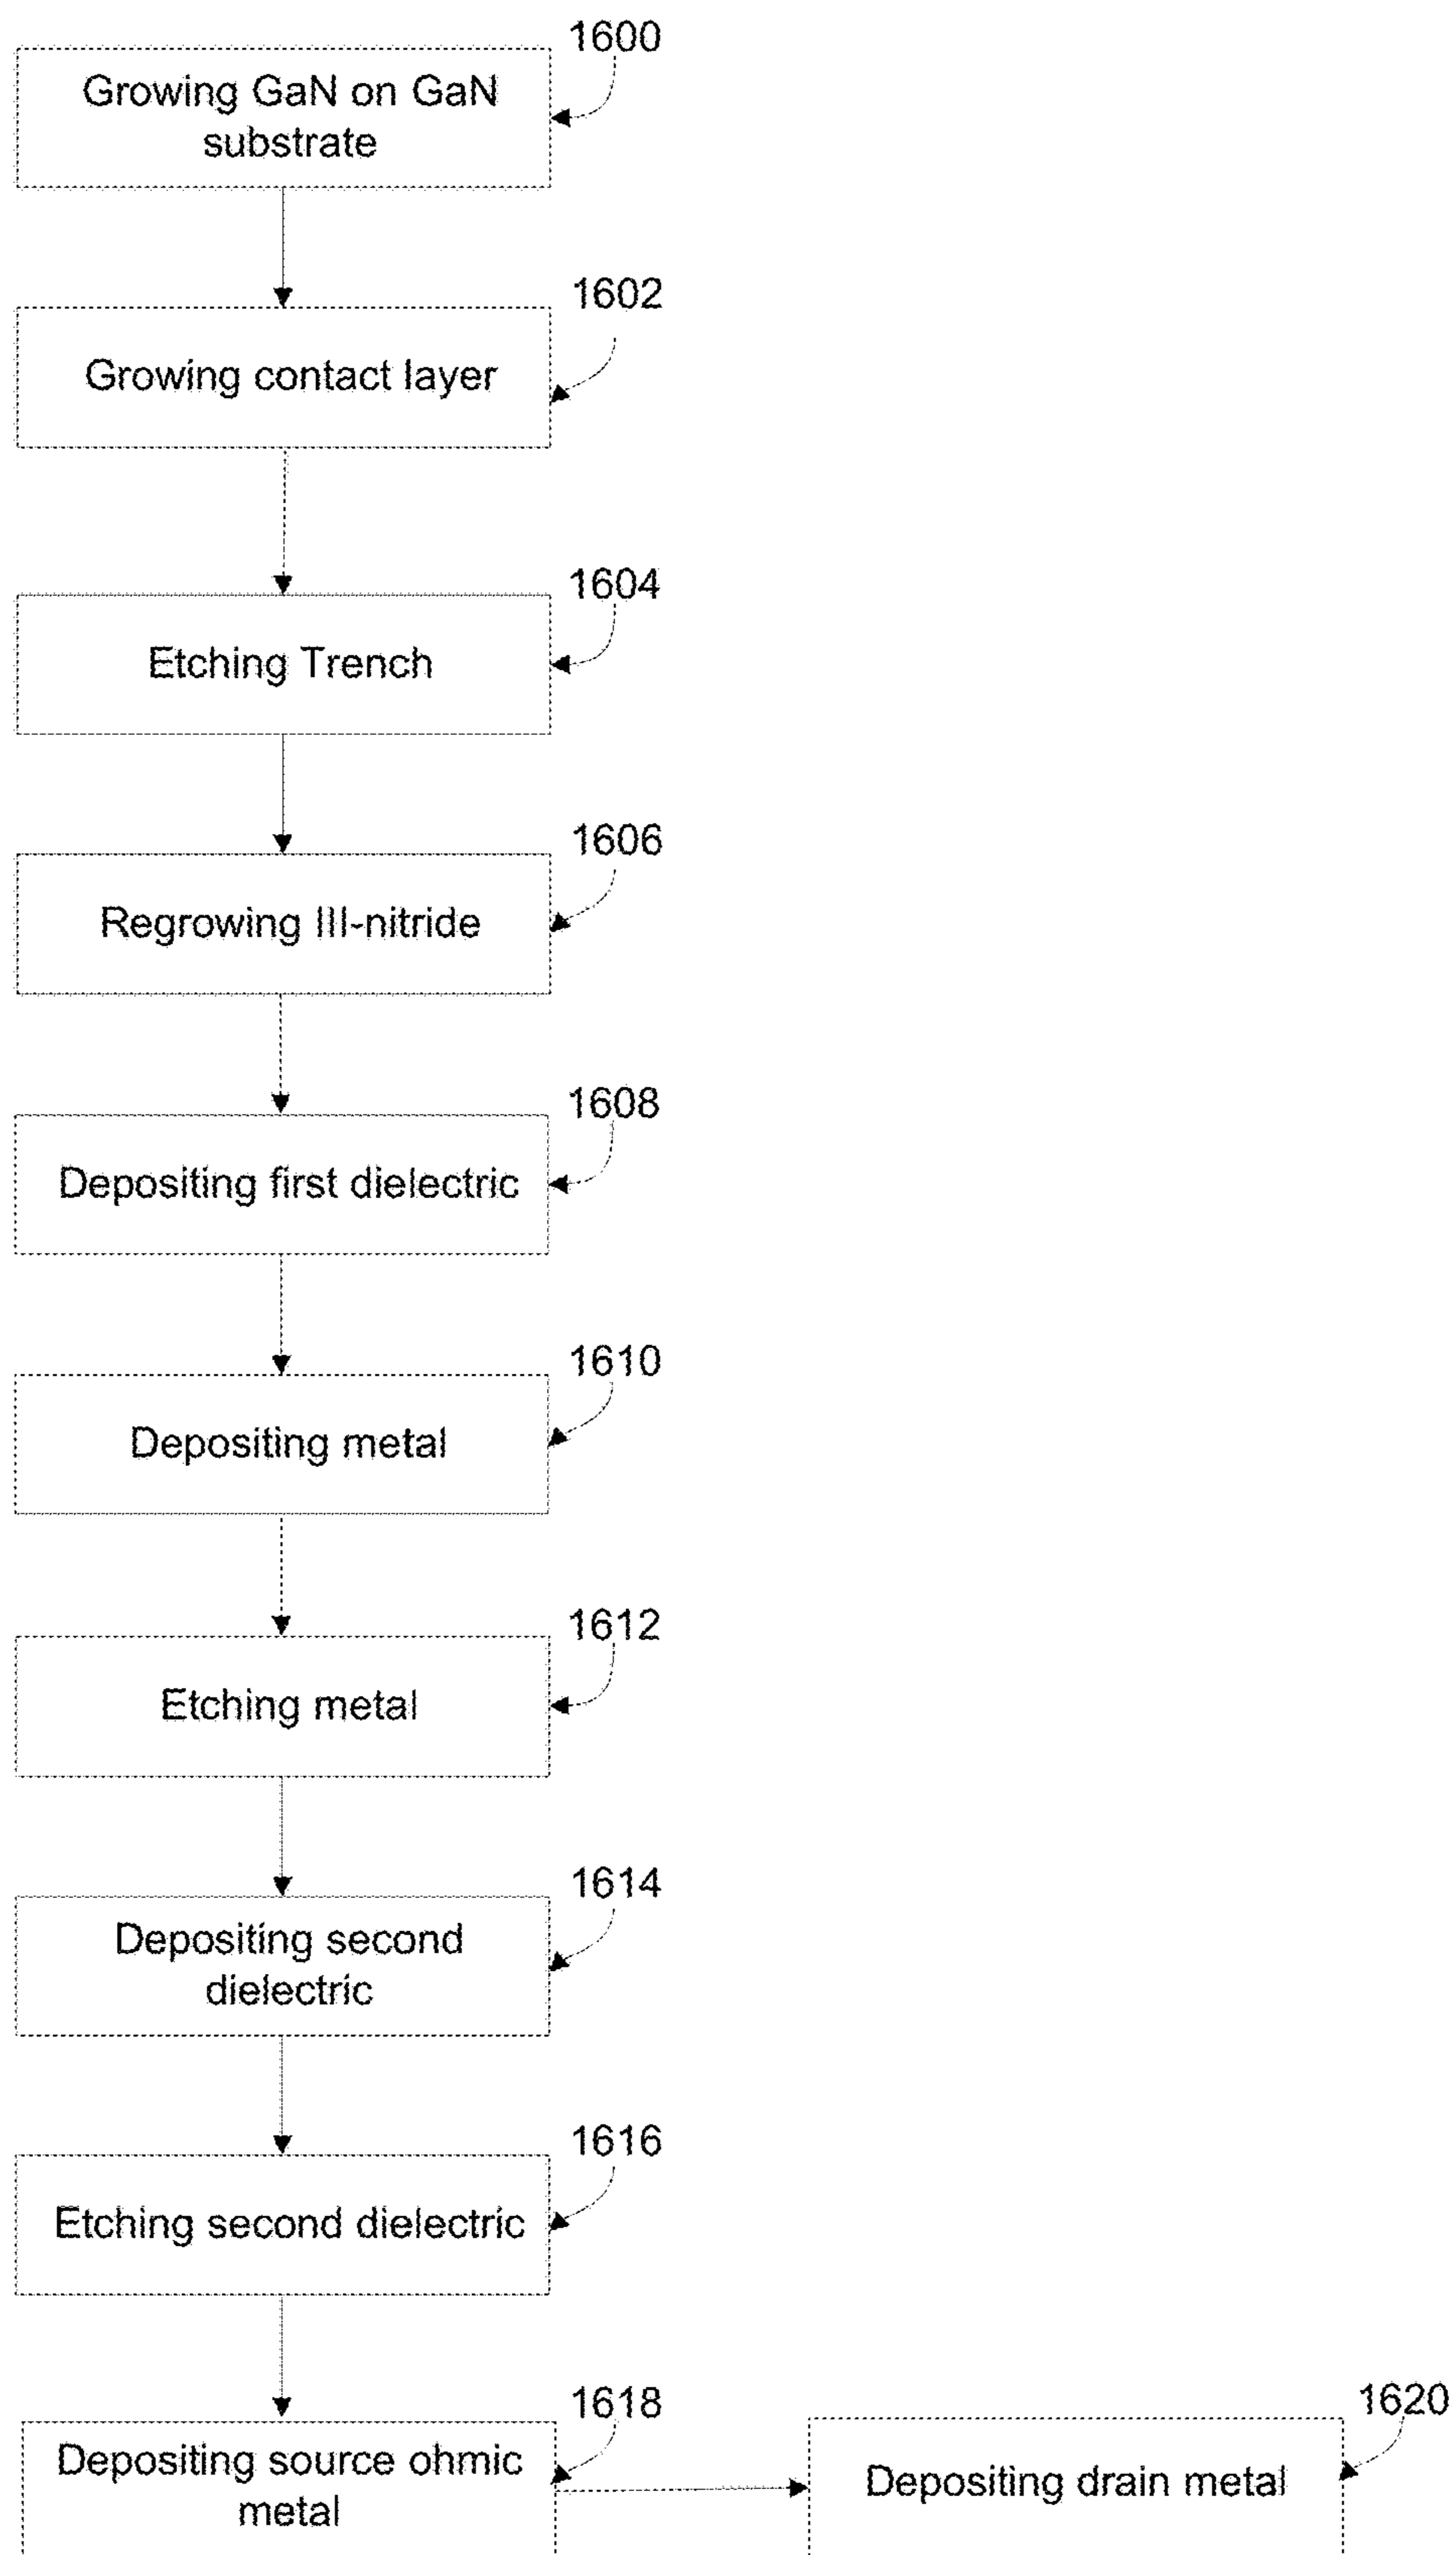 1600
Growing GaN on GaN
substrate
1602
Growing contact layer
1604
Etching Trench
1606
Regrowing III-nitride
1608
Depositing first dielectric
1610
Depositing metal
1612
Etching metal
1614
Depositing second
dielectric
1616
Etching second dielectric
1618
Depositing source ohmic
metal
1620
Depositing drain metal